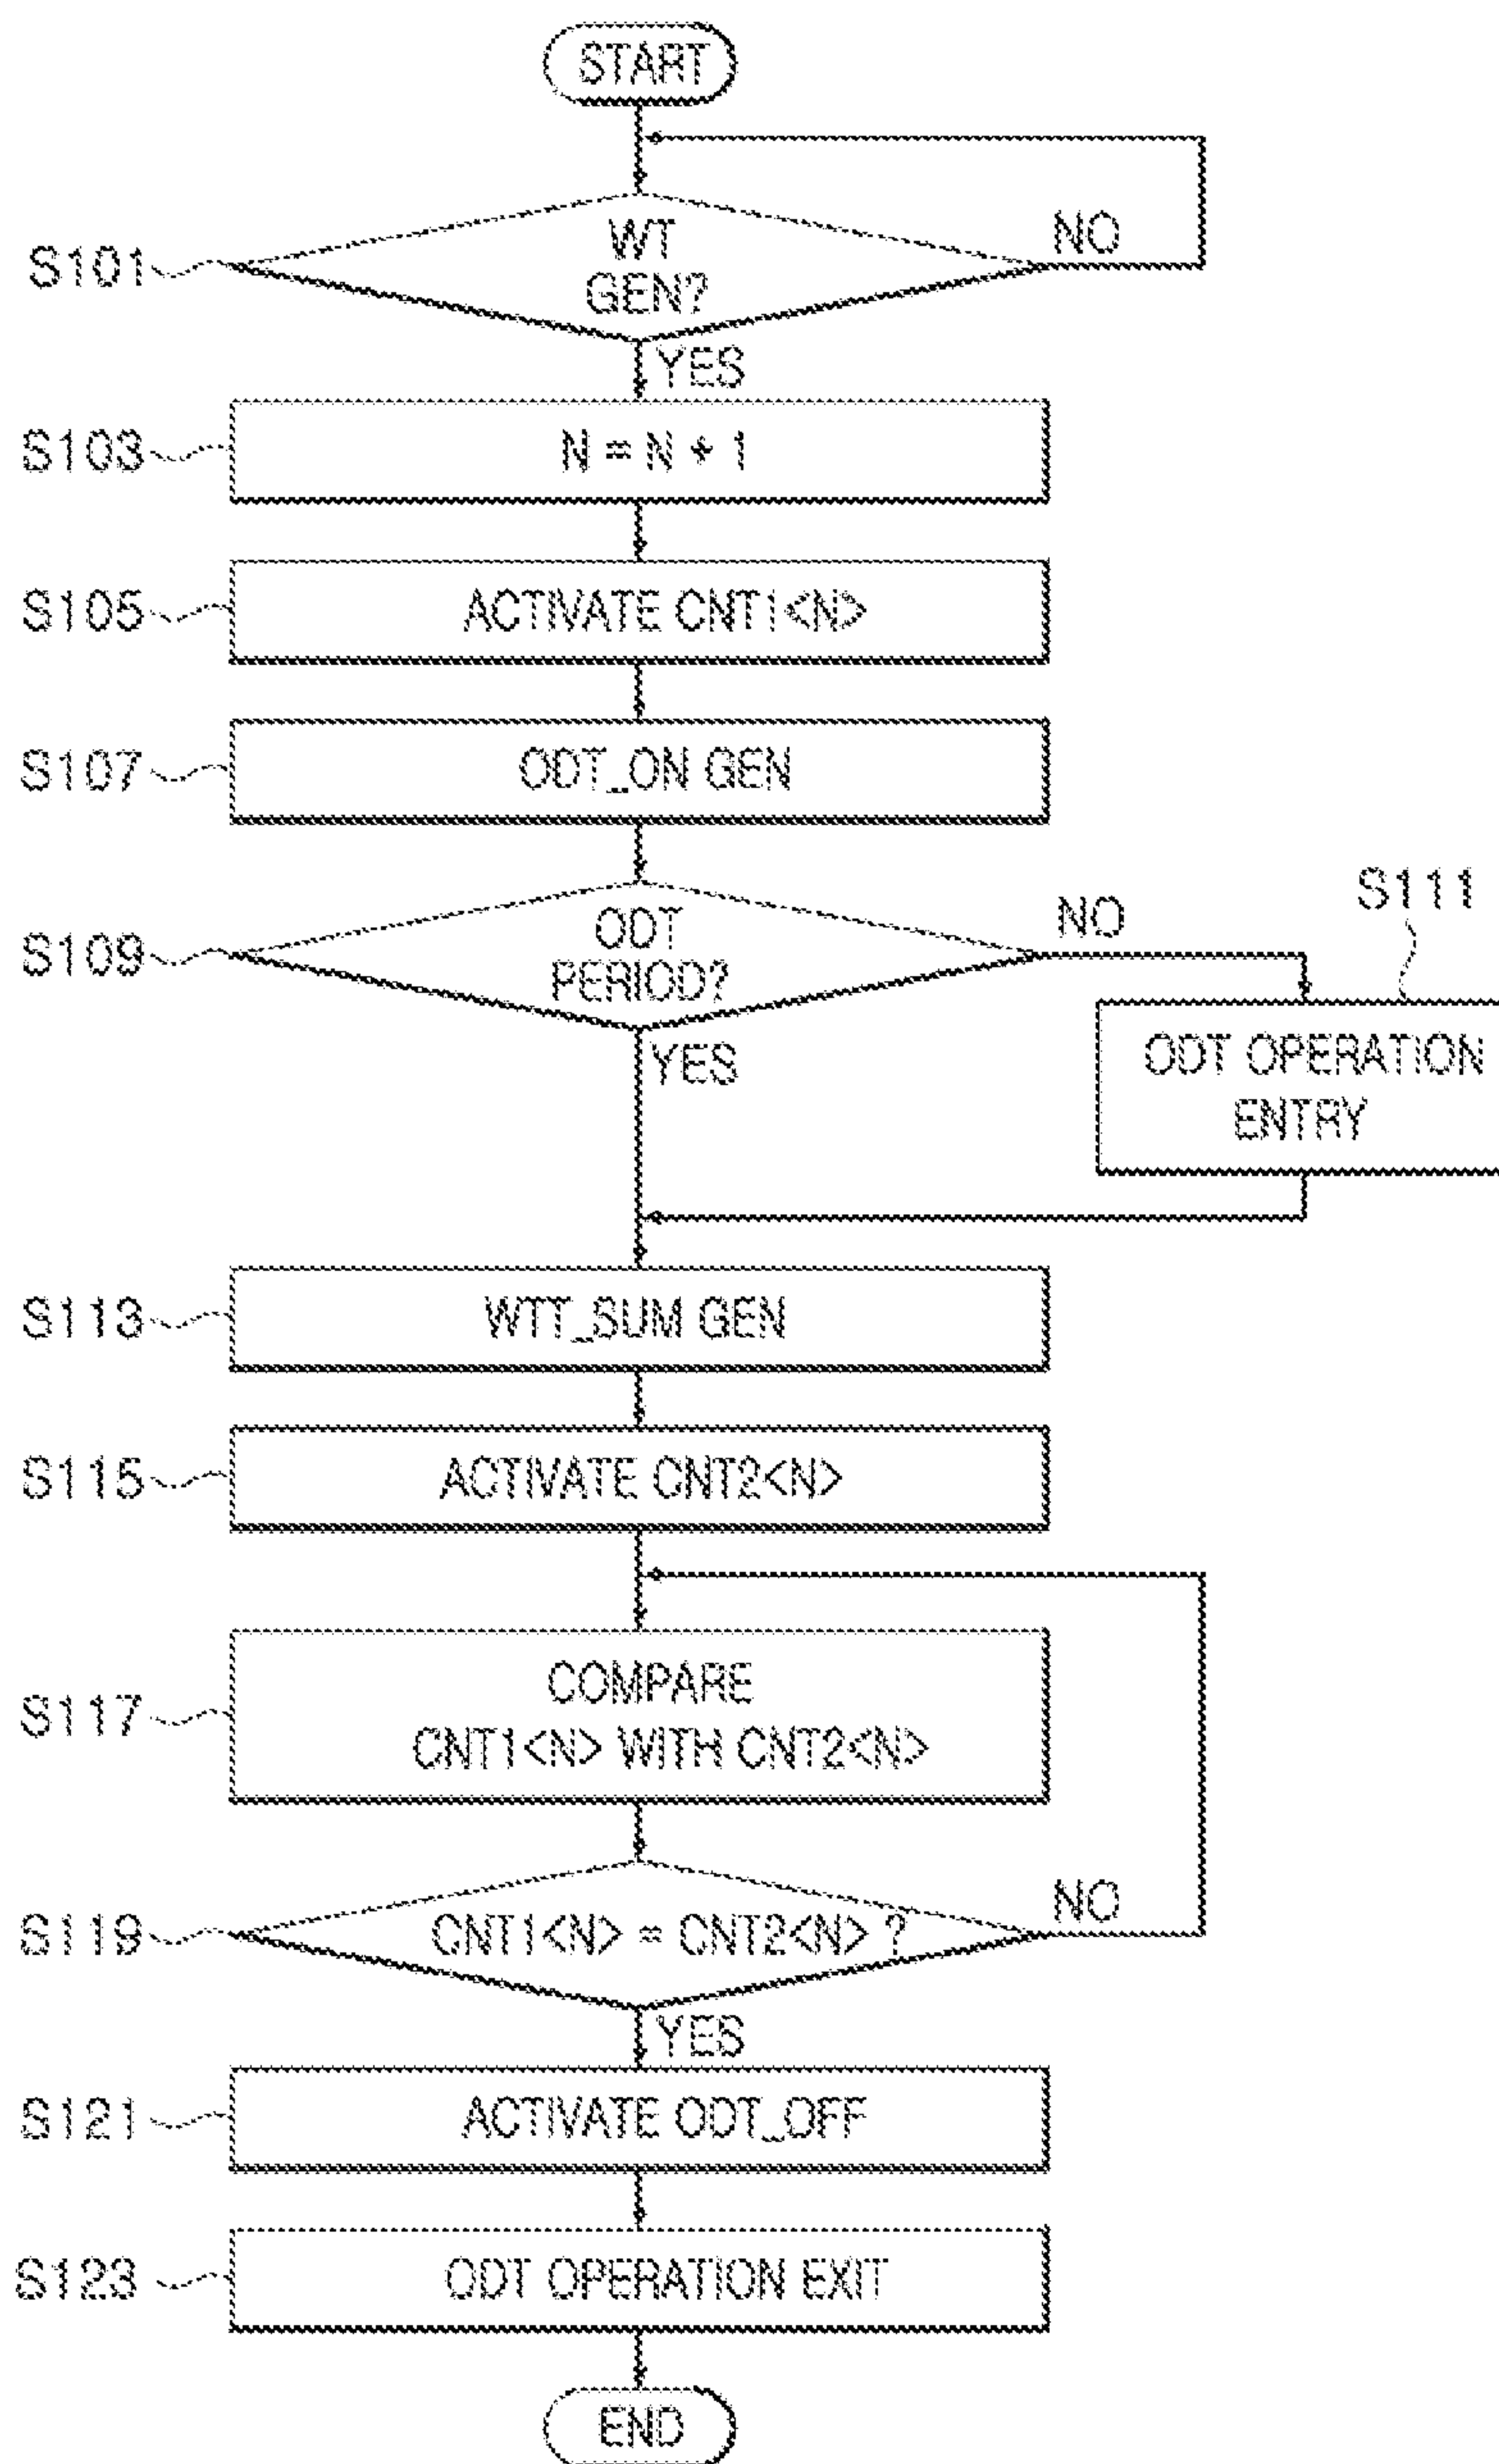 START
S101
WT
GEN?
NO
YES
S103
N = N + 1
S105
ACTIVATE CNT1<N>
S107
ODT_ON GEN
S109
ODT
PERIOD?
NO
YES
S111
ODT OPERATION
ENTRY
S113
WTT_SUM GEN
S115
ACTIVATE CNT2<N>
S117
COMPARE
CNT1<N> WITH CNT2<N>
S119
CNT1<N> = CNT2<N> ?
NO
YES
S121
ACTIVATE ODT_OFF
S123
ODT OPERATION EXIT
END